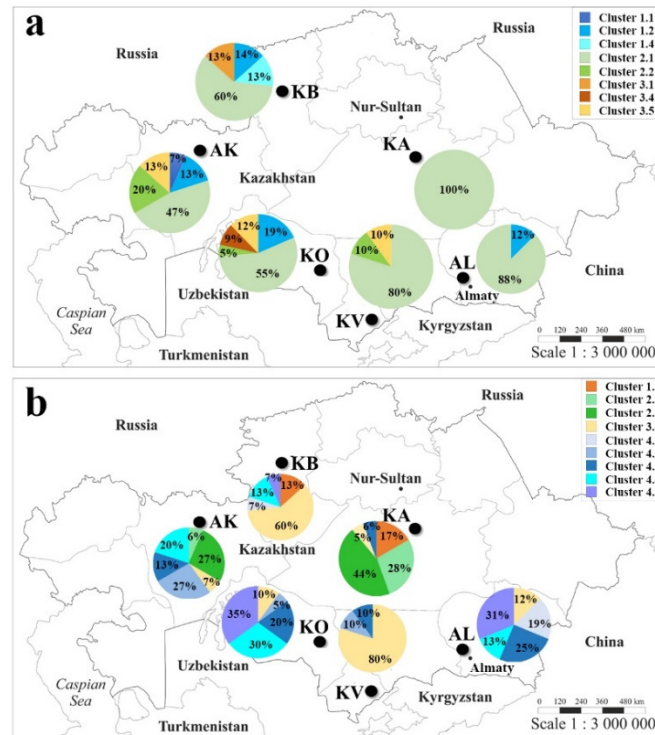 a
Russia
Cluster 1.1
Cluster 1.2
Cluster 1.4
Cluster 2.1
Cluster 2.2
Cluster 3.1
Cluster 3.4
Cluster 3.5
13%
14%
13%
60%
KB
Nur-Sultan
AK
7%
13%
13%
20%
47%
Kazakhstan
KA
100%
12%
19%
9%
5%
55%
KO
10%
10%
80%
12%
88%
AL
Almaty
China
Uzbekistan
KV
Kyrgyzstan
Caspian
Sea
Turkmenistan
0 120 240 360 480 km
Scale 1 : 3 000 000
b
Russia
Russia
Cluster 1.
Cluster 2.
Cluster 2.
Cluster 3.
Cluster 4.
Cluster 4.
Cluster 4.
Cluster 4.
Cluster 4.
KB
7%
13%
13%
7%
60%
Nur-Sultan
AK
6%
20%
27%
13%
7%
27%
Kazakhstan
KA
6%
5%
17%
44%
28%
10%
5%
35%
20%
30%
KO
10%
10%
80%
12%
31%
19%
13%
25%
AL
Almaty
China
Uzbekistan
KV
Kyrgyzstan
Caspian
Sea
Turkmenistan
0 120 240 360 480 km
Scale 1 : 3 000 000